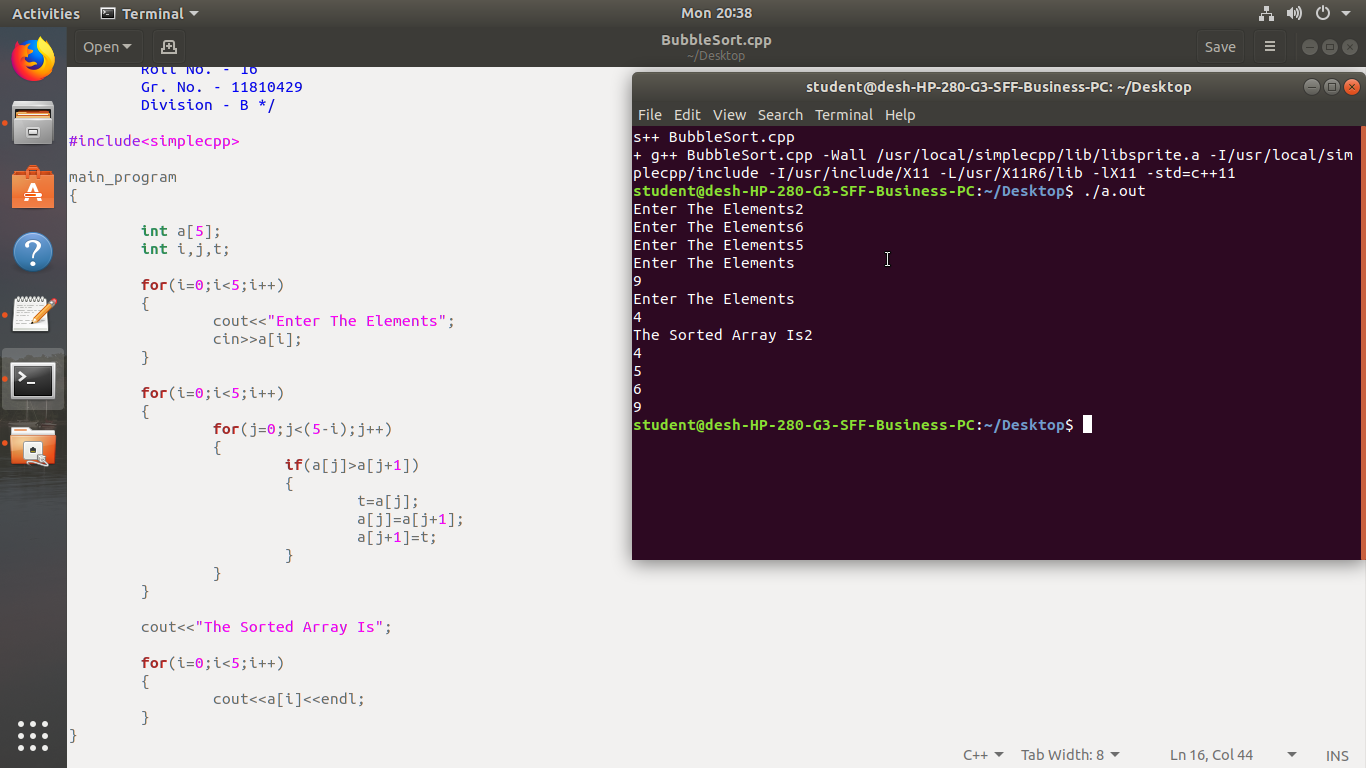 Activities Terminal Mon 20:38
Open BubbleSort.cpp Save
~/Desktop
Roll No. - 16
Gr. No. - 11810429
Division - B */
#include<simplecpp>
main_program
{
int a[5];
int i,j,t;
for(i=0;i<5;i++)
{
cout<<"Enter The Elements";
cin>>a[i];
}
for(i=0;i<5;i++)
{
for(j=0;j<(5-i);j++)
{
if(a[j]>a[j+1])
{
t=a[j];
a[j]=a[j+1];
a[j+1]=t;
}
}
}
cout<<"The Sorted Array Is";
for(i=0;i<5;i++)
{
cout<<a[i]<<endl;
}
}
C++ Tab Width: 8 Ln 16, Col 44 INS
student@desh-HP-280-G3-SFF-Business-PC: ~/Desktop
File Edit View Search Terminal Help
s++ BubbleSort.cpp
+ g++ BubbleSort.cpp -Wall /usr/local/simplecpp/lib/libsprite.a -I/usr/local/sim
plecpp/include -I/usr/include/X11 -L/usr/X11R6/lib -lX11 -std=c++11
student@desh-HP-280-G3-SFF-Business-PC:~/Desktop$ ./a.out
Enter The Elements2
Enter The Elements6
Enter The Elements5
Enter The Elements
9
Enter The Elements
4
The Sorted Array Is2
4
5
6
9
student@desh-HP-280-G3-SFF-Business-PC:~/Desktop$